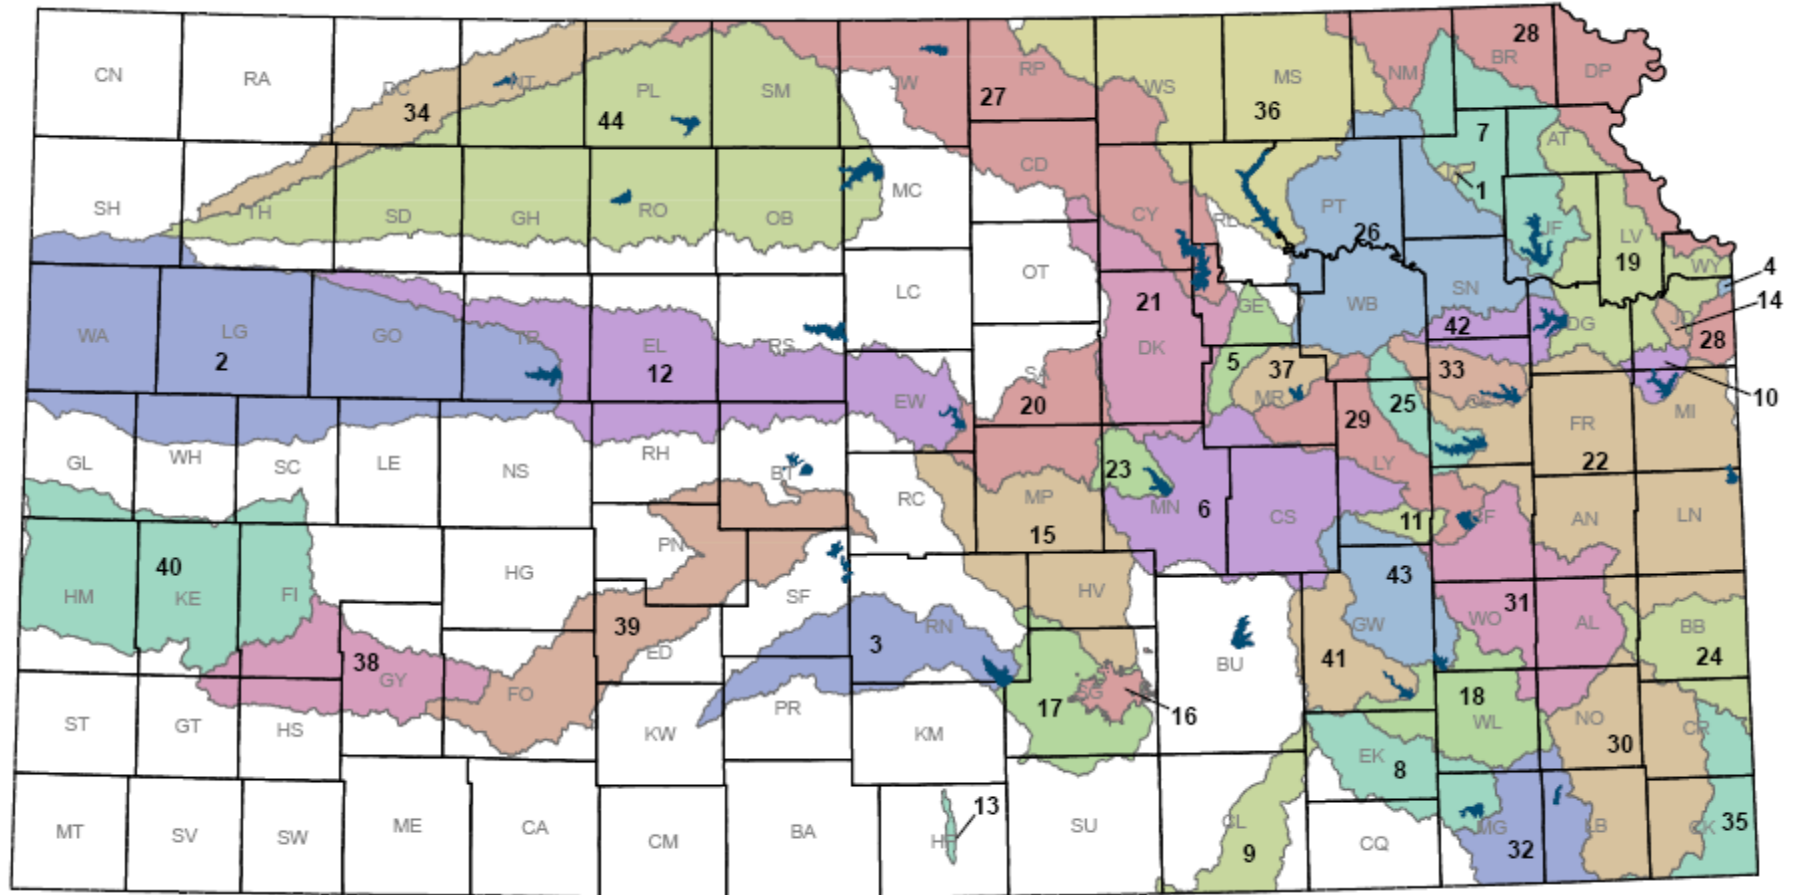 CN RA DC NT PL SM JW RP WS MS NM BR 28 DP
34 44 27 36 7
SH TH SD GH RO OB MC CD CY PT 26 1 AT JF LV 19 WY 4
14
WA LG 2 GO TR EL 12 RS LC OT 21 DK GE WB SN 42 DG JO 28
EW SA 20 5 37 MR 29 25 33 10
GL WH SC LE NS RH BT RC MP 15 23 MN 6 CS LY FR 22 MI
11 CF AN LN
HM 40 KE FI HG PN SF HV 43 GW 31 WO AL BB 24
39 ED 3 RN BU 41
38 GY FO 17 SG 16 18 WL NO 30 CR
ST GT HS KW PR KM EK 8
MT SV SW ME CA CM BA 13 SU 9 CQ MG 32 LB CK 35